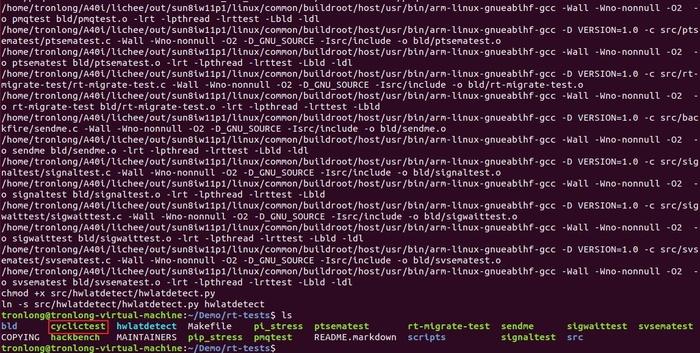 /home/tronlong/A40i/lichee/out/sun8iw11p1/linux/common/buildroot/host/usr/bin/arm-linux-gnueabihf-gcc -Wall -Wno-nonnull -O2 -
o pmqtest bld/pmqtest.o -lrt -lpthread -lrttest -Lbld -ldl
/home/tronlong/A40i/lichee/out/sun8iw11p1/linux/common/buildroot/host/usr/bin/arm-linux-gnueabihf-gcc -D VERSION=1.0 -c src/pts
ematest/ptsematest.c -Wall -Wno-nonnull -O2 -D_GNU_SOURCE -Isrc/include -o bld/ptsematest.o
/home/tronlong/A40i/lichee/out/sun8iw11p1/linux/common/buildroot/host/usr/bin/arm-linux-gnueabihf-gcc -Wall -Wno-nonnull -O2 -
o ptsematest bld/ptsematest.o -lrt -lpthread -lrttest -Lbld -ldl
/home/tronlong/A40i/lichee/out/sun8iw11p1/linux/common/buildroot/host/usr/bin/arm-linux-gnueabihf-gcc -D VERSION=1.0 -c src/rt-
migrate-test/rt-migrate-test.c -Wall -Wno-nonnull -O2 -D_GNU_SOURCE -Isrc/include -o bld/rt-migrate-test.o
/home/tronlong/A40i/lichee/out/sun8iw11p1/linux/common/buildroot/host/usr/bin/arm-linux-gnueabihf-gcc -Wall -Wno-nonnull -O2 -
o rt-migrate-test bld/rt-migrate-test.o -lrt -lpthread -lrttest -Lbld
/home/tronlong/A40i/lichee/out/sun8iw11p1/linux/common/buildroot/host/usr/bin/arm-linux-gnueabihf-gcc -D VERSION=1.0 -c src/bac
kfire/sendme.c -Wall -Wno-nonnull -O2 -D_GNU_SOURCE -Isrc/include -o bld/sendme.o
/home/tronlong/A40i/lichee/out/sun8iw11p1/linux/common/buildroot/host/usr/bin/arm-linux-gnueabihf-gcc -Wall -Wno-nonnull -O2 -
o sendme bld/sendme.o -lrt -lpthread -lrttest -Lbld -ldl
/home/tronlong/A40i/lichee/out/sun8iw11p1/linux/common/buildroot/host/usr/bin/arm-linux-gnueabihf-gcc -D VERSION=1.0 -c src/sig
naltest/signaltest.c -Wall -Wno-nonnull -O2 -D_GNU_SOURCE -Isrc/include -o bld/signaltest.o
/home/tronlong/A40i/lichee/out/sun8iw11p1/linux/common/buildroot/host/usr/bin/arm-linux-gnueabihf-gcc -Wall -Wno-nonnull -O2 -
o signaltest bld/signaltest.o -lrt -lpthread -lrttest -Lbld
/home/tronlong/A40i/lichee/out/sun8iw11p1/linux/common/buildroot/host/usr/bin/arm-linux-gnueabihf-gcc -D VERSION=1.0 -c src/sig
waittest/sigwaittest.c -Wall -Wno-nonnull -O2 -D_GNU_SOURCE -Isrc/include -o bld/sigwaittest.o
/home/tronlong/A40i/lichee/out/sun8iw11p1/linux/common/buildroot/host/usr/bin/arm-linux-gnueabihf-gcc -Wall -Wno-nonnull -O2 -
o sigwaittest bld/sigwaittest.o -lrt -lpthread -lrttest -Lbld -ldl
/home/tronlong/A40i/lichee/out/sun8iw11p1/linux/common/buildroot/host/usr/bin/arm-linux-gnueabihf-gcc -D VERSION=1.0 -c src/svs
ematest/svsematest.c -Wall -Wno-nonnull -O2 -D_GNU_SOURCE -Isrc/include -o bld/svsematest.o
/home/tronlong/A40i/lichee/out/sun8iw11p1/linux/common/buildroot/host/usr/bin/arm-linux-gnueabihf-gcc -Wall -Wno-nonnull -O2 -
o svsematest bld/svsematest.o -lrt -lpthread -lrttest -Lbld -ldl
chmod +x src/hwlatdetect/hwlatdetect.py
ln -s src/hwlatdetect/hwlatdetect.py hwlatdetect
tronlong@tronlong-virtual-machine:~/Demo/rt-tests$ ls
bld cyclictest hwlatdetect Makefile pi_stress ptsematest rt-migrate-test sendme sigwaittest svsematest
COPYING hackbench MAINTAINERS pip_stress pmqtest README.markdown scripts signaltest src
tronlong@tronlong-virtual-machine:~/Demo/rt-tests$